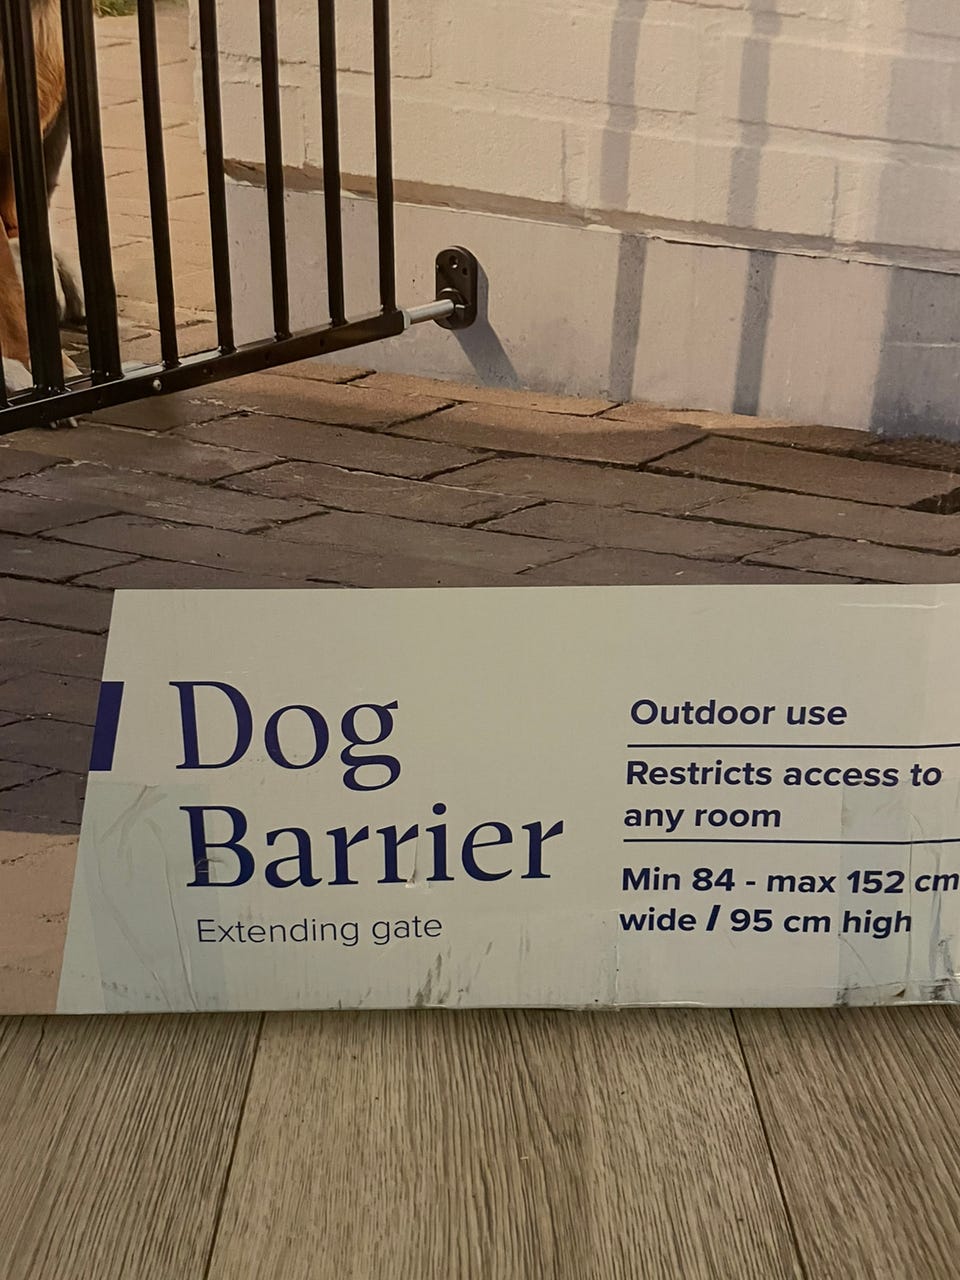 Dog
Barrier
Extending gate
Outdoor use
Restricts access to
any room
Min 84 - max 152 cm
wide / 95 cm high